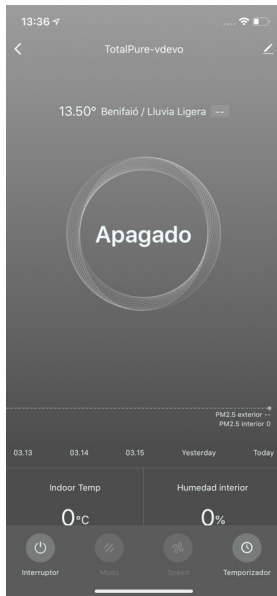 13:36
TotalPure-vdevo
13.50° Benifaió / Lluvia Ligera --
Apagado
PM2.5 exterior --
PM2.5 interior 0
03.13 03.14 03.15 Yesterday Today
Indoor Temp Humedad interior
0°C 0%
Interruptor Modo Speed Temporizador